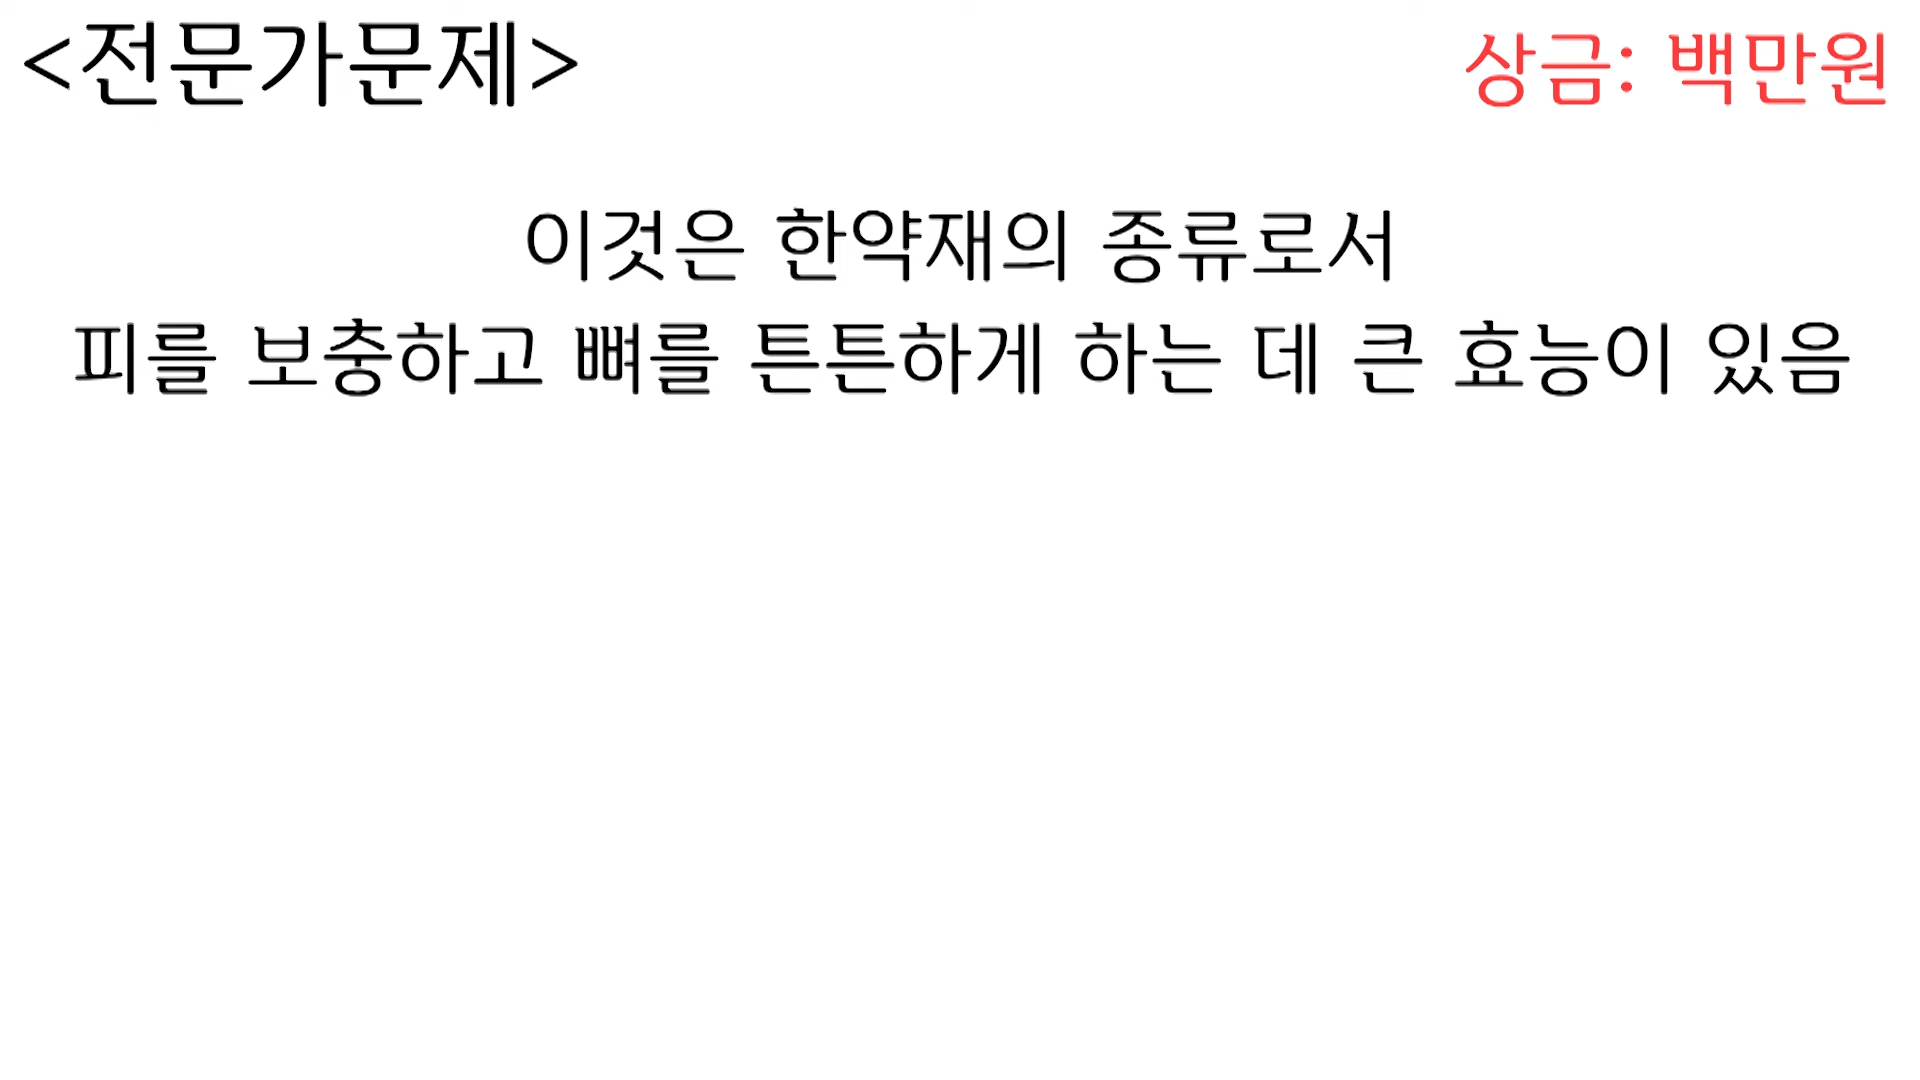 <전문가문제>
상금: 백만원
이것은 한약재의 종류로서
피를 보충하고 뼈를 튼튼하게 하는 데 큰 효능이 있음